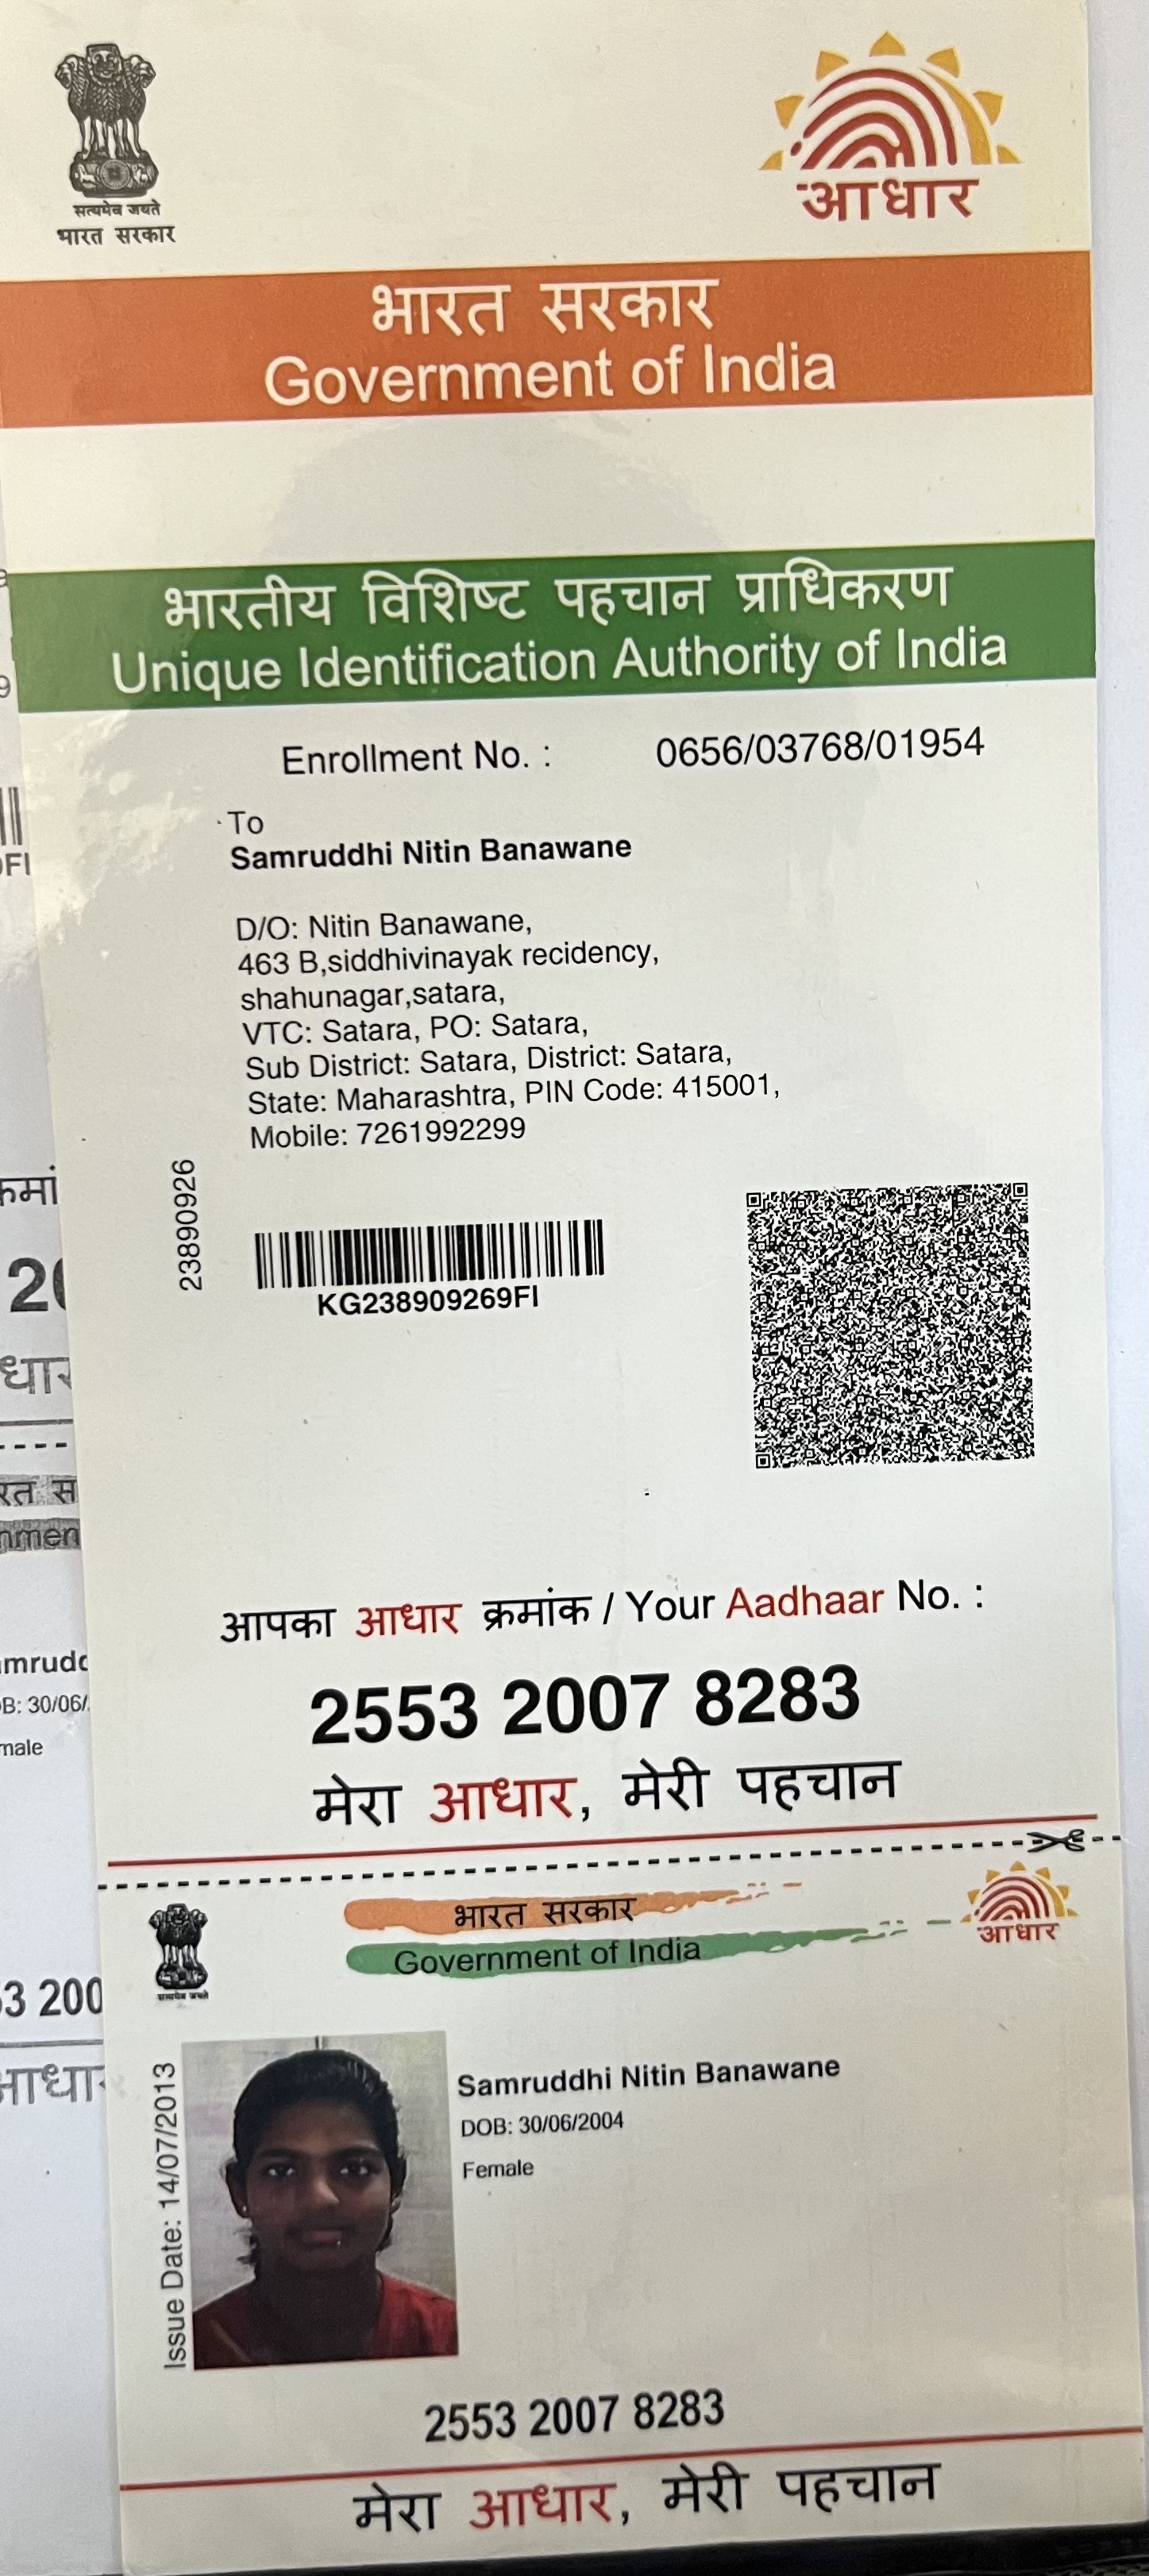 सत्यमेव जयते
भारत सरकार
आधार
भारत सरकार
Government of India
भारतीय विशिष्ट पहचान प्राधिकरण
Unique Identification Authority of India
Enrollment No. : 0656/03768/01954
To
Samruddhi Nitin Banawane
D/O: Nitin Banawane,
463 B,siddhivinayak recidency,
shahunagar,satara,
VTC: Satara, PO: Satara,
Sub District: Satara, District: Satara,
State: Maharashtra, PIN Code: 415001,
Mobile: 7261992299
23890926
KG238909269FI
आपका आधार क्रमांक / Your Aadhaar No. :
2553 2007 8283
मेरा आधार, मेरी पहचान
भारत सरकार
Government of India
आधार
सत्यमेव जयते
Issue Date: 14/07/2013
Samruddhi Nitin Banawane
DOB: 30/06/2004
Female
2553 2007 8283
मेरा आधार, मेरी पहचान